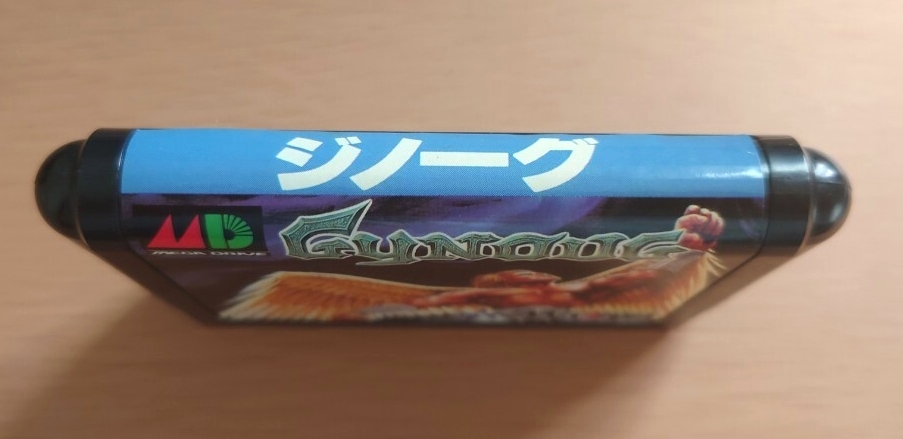 ジノーグ
GYNOUG
MD
MEGA DRIVE